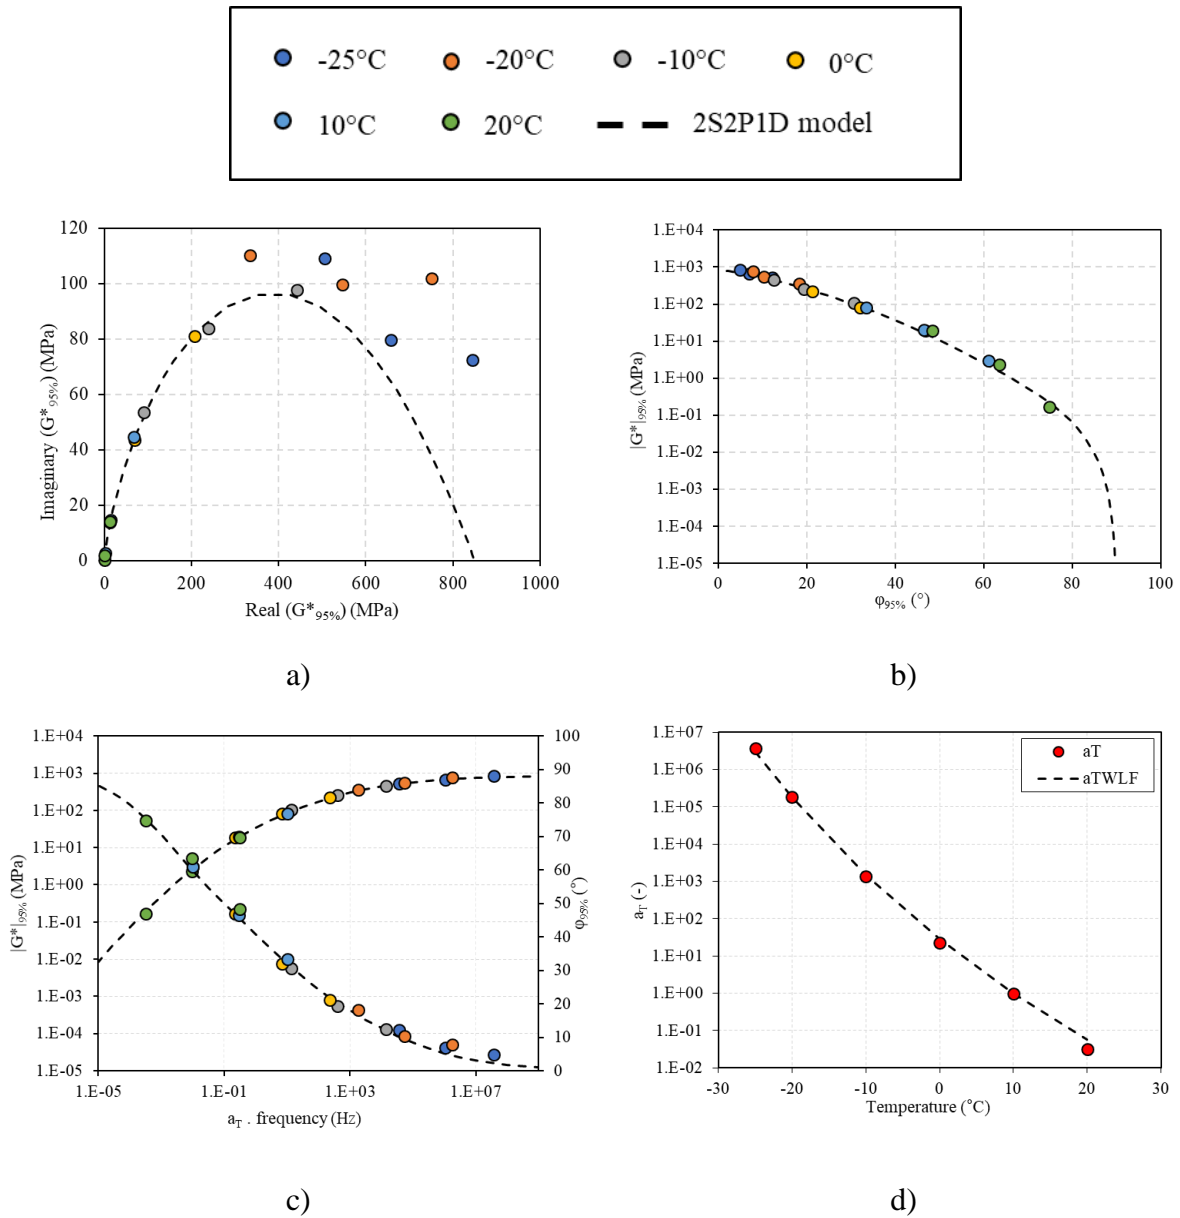 -25°C -20°C -10°C 0°C
10°C 20°C 2S2P1D model
120
100
80
60
40
20
0
0 200 400 600 800 1000
Imaginary (G*95%) (MPa)
Real (G*95%) (MPa)
a)
1.E+04
1.E+03
1.E+02
1.E+01
1.E+00
1.E-01
1.E-02
1.E-03
1.E-04
1.E-05
0 20 40 60 80 100
|G*|95% (MPa)
φ95% (°)
b)
1.E+04
1.E+03
1.E+02
1.E+01
1.E+00
1.E-01
1.E-02
1.E-03
1.E-04
1.E-05
100
90
80
70
60
50
40
30
20
10
0
1.E-05 1.E-01 1.E+03 1.E+07
|G*|95% (MPa)
φ95% (°)
aT . frequency (Hz)
c)
1.E+07
1.E+06
1.E+05
1.E+04
1.E+03
1.E+02
1.E+01
1.E+00
1.E-01
1.E-02
-30 -20 -10 0 10 20 30
aT
aTWLF
aT (-)
Temperature (°C)
d)